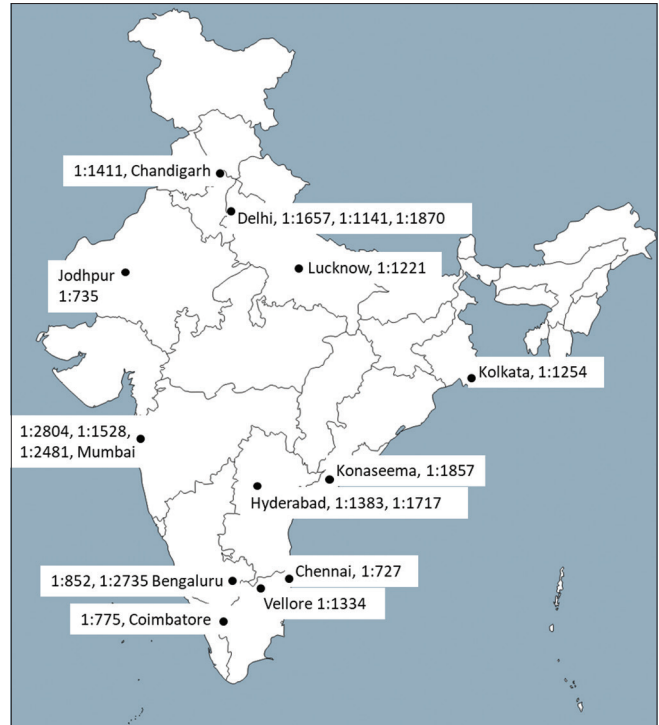 1:1411, Chandigarh
Delhi, 1:1657, 1:1141, 1:1870
Jodhpur
1:735
Lucknow, 1:1221
Kolkata, 1:1254
1:2804, 1:1528,
1:2481, Mumbai
Konaseema, 1:1857
Hyderabad, 1:1383, 1:1717
Chennai, 1:727
1:852, 1:2735 Bengaluru
Vellore 1:1334
1:775, Coimbatore